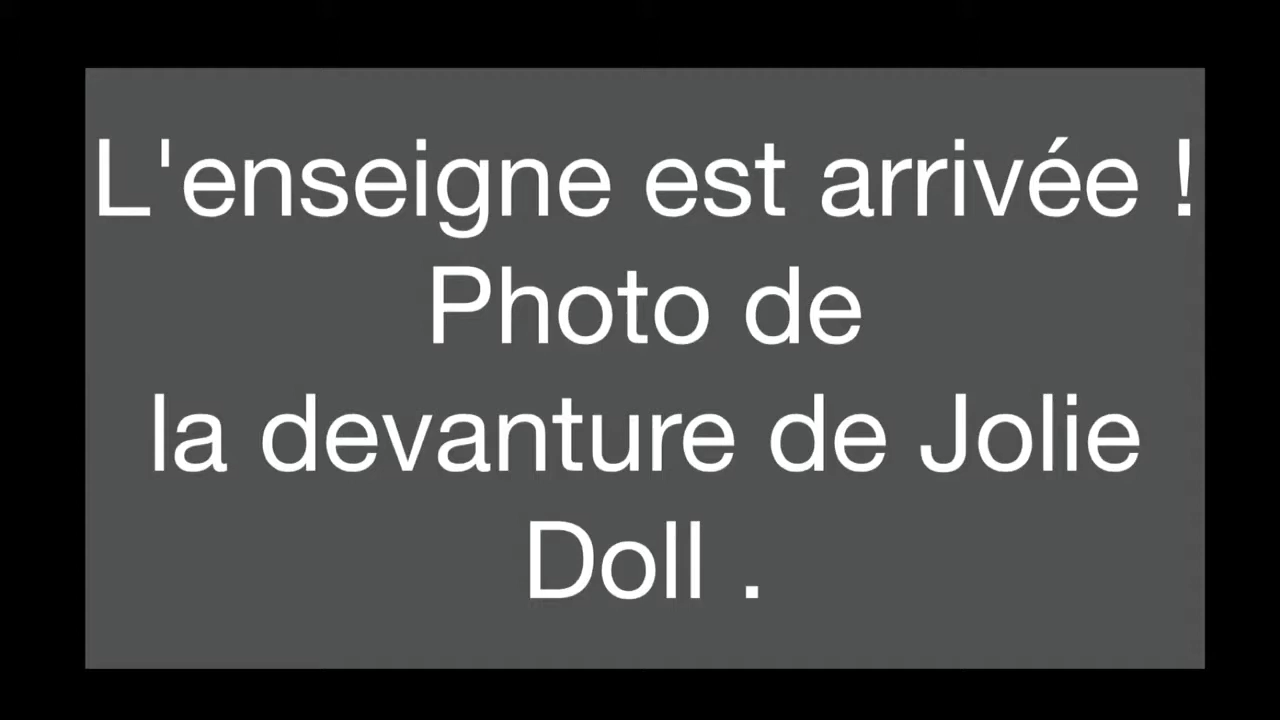 L'enseigne est arrivée !
Photo de
la devanture de Jolie
Doll .